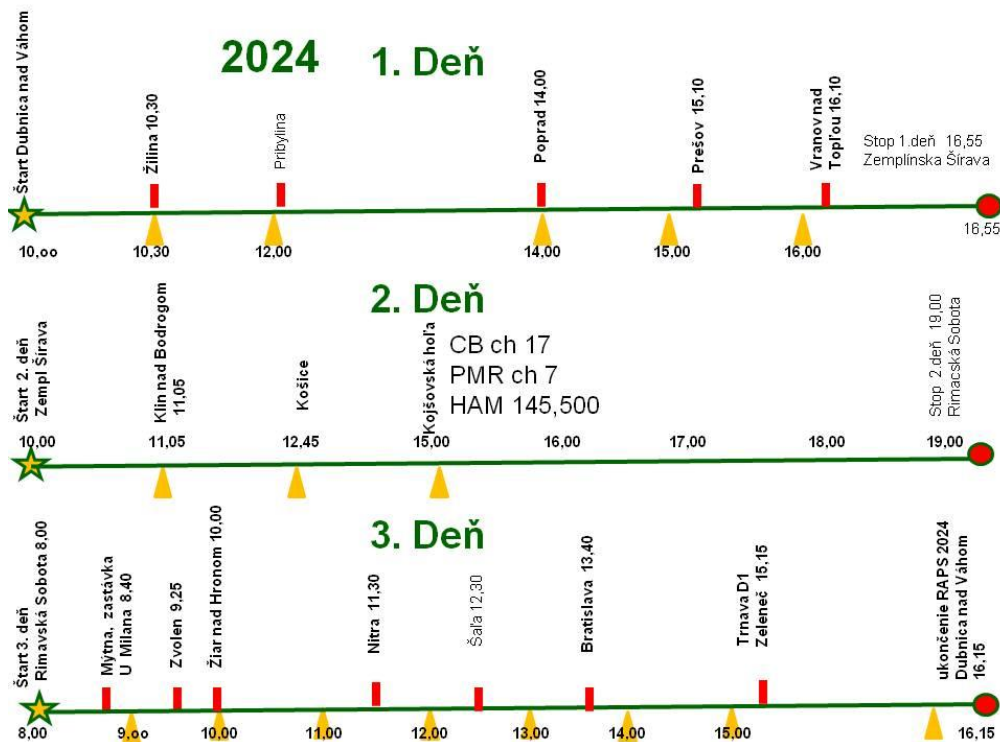 2024 1. Deň
Štart Dubnica nad Váhom
Žilina 10,30
Pribylina
Poprad 14,00
Prešov 15,10
Vranov nad
Topľou 16,10
Stop 1.deň 16,55
Zemplínska Šírava
10,oo
10,30
12,00
14,00
15,00
16,00
16,55
2. Deň
Štart 2. deň
Zempl Šírava
Klin nad Bodrogom
11,05
Košice
Kojšovská hoľa
CB ch 17
PMR ch 7
HAM 145,500
Stop 2.deň 19,00
Rimacská Sobota
10,00
11,05
12,45
15,00
16,00
17,00
18,00
19,00
3. Deň
Štart 3. deň
Rimavská Sobota 8,00
Mýtna, zastávka
U Milana 8,40
Zvolen 9,25
Žiar nad Hronom 10,00
Nitra 11,30
Šaľa 12,30
Bratislava 13,40
Trnava D1
Zeleneč 15,15
ukončenie RAPS 2024
Dubnica nad Váhom
16,15
8,00
9,oo
10,00
11,00
12,00
13,00
14,00
15,00
16,15